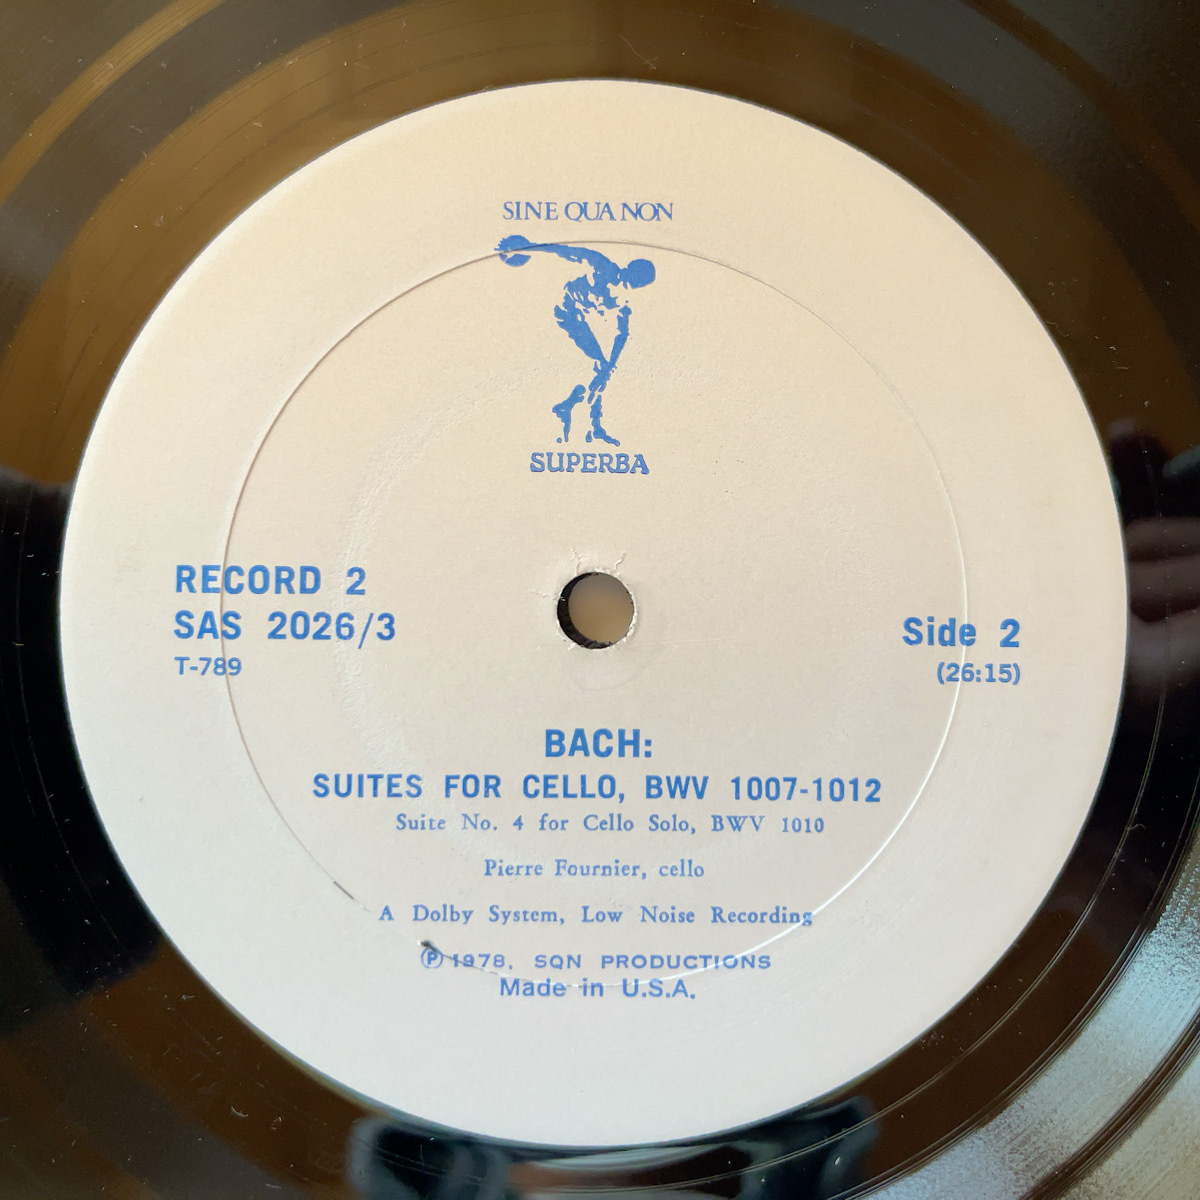 SINE QUA NON
SUPERBA
RECORD 2
SAS 2026/3
T-789
Side 2
(26:15)
BACH:
SUITES FOR CELLO, BWV 1007-1012
Suite No. 4 for Cello Solo, BWV 1010
Pierre Fournier, cello
A Dolby System, Low Noise Recording
℗ 1978, SQN PRODUCTIONS
Made in U.S.A.